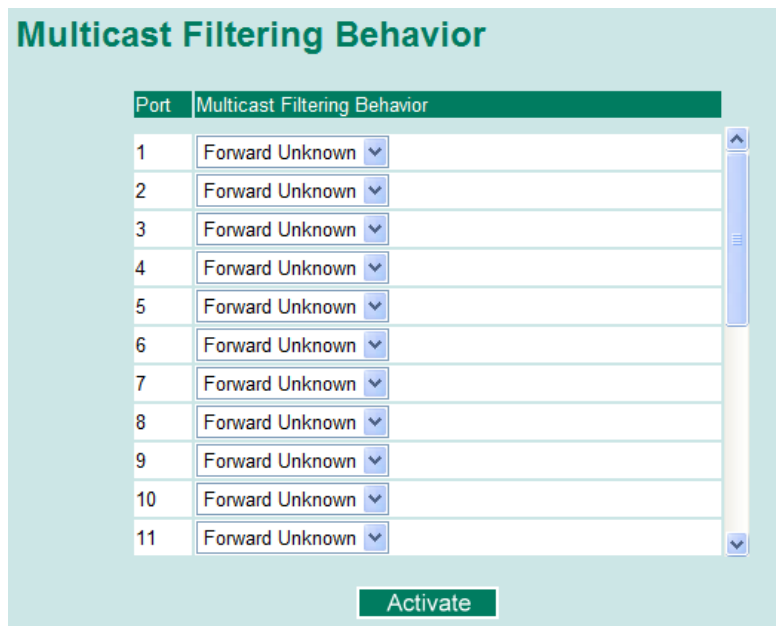 Multicast Filtering Behavior
Port Multicast Filtering Behavior
1 Forward Unknown
2 Forward Unknown
3 Forward Unknown
4 Forward Unknown
5 Forward Unknown
6 Forward Unknown
7 Forward Unknown
8 Forward Unknown
9 Forward Unknown
10 Forward Unknown
11 Forward Unknown
Activate